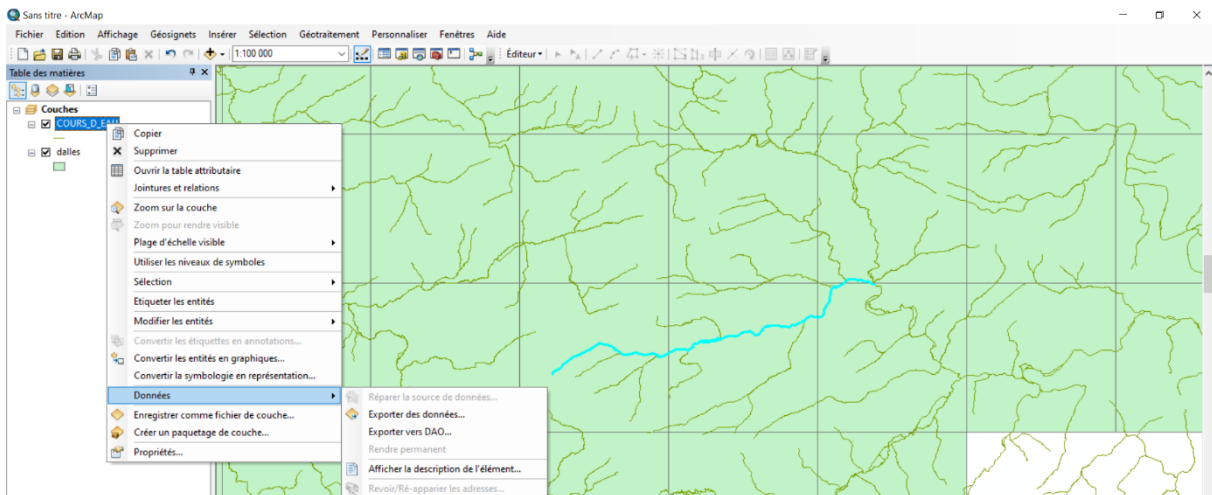 Sans titre - ArcMap
Fichier Edition Affichage Géosignets Insérer Sélection Géotraitement Personnaliser Fenêtres Aide
1:100 000 Éditeur
Table des matières
Couches
COURS_D_EAU
dalles
Copier
Supprimer
Ouvrir la table attributaire
Jointures et relations
Zoom sur la couche
Zoom pour rendre visible
Plage d'échelle visible
Utiliser les niveaux de symboles
Sélection
Etiqueter les entités
Modifier les entités
Convertir les étiquettes en annotations...
Convertir les entités en graphiques...
Convertir la symbologie en représentation...
Données
Enregistrer comme fichier de couche...
Créer un paquetage de couche...
Propriétés...
Réparer la source de données...
Exporter des données...
Exporter vers DAO...
Rendre permanent
Afficher la description de l'élément...
Revoir/Ré-apparier les adresses...